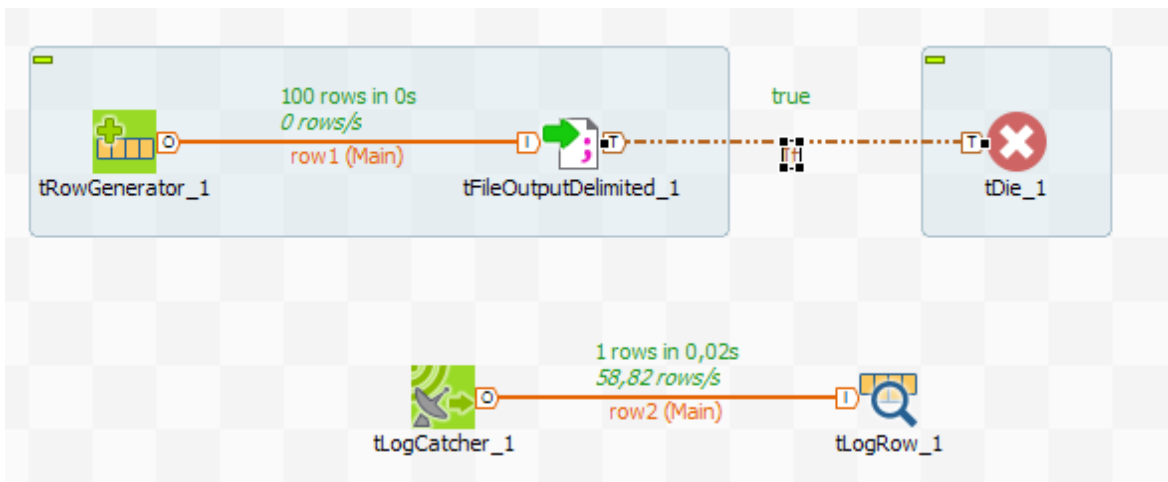 100 rows in 0s
0 rows/s
row1 (Main)
true
O
I
T
T
If
tRowGenerator_1
tFileOutputDelimited_1
tDie_1
1 rows in 0,02s
58,82 rows/s
row2 (Main)
O
I
tLogCatcher_1
tLogRow_1